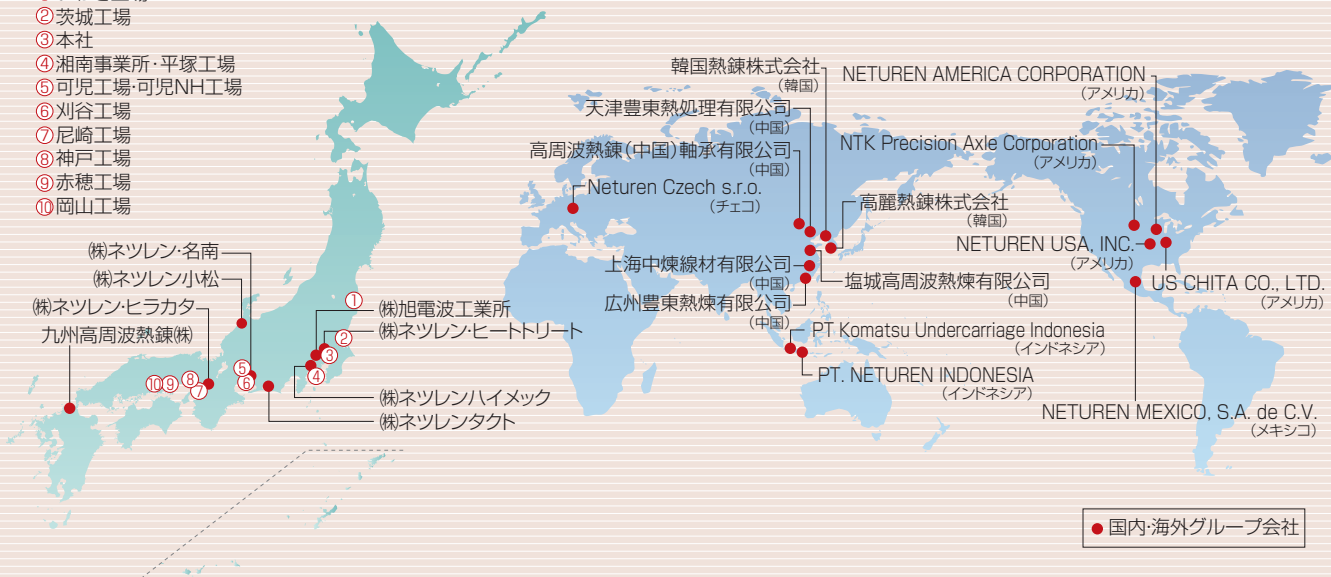 ②茨城工場
③本社
④湘南事業所・平塚工場
⑤可児工場・可児NH工場
⑥刈谷工場
⑦尼崎工場
⑧神戸工場
⑨赤穂工場
⑩岡山工場
㈱ネツレン・名南
㈱ネツレン小松
㈱ネツレン・ヒラカタ
九州高周波熱錬㈱
①
㈱旭電波工業所
②
㈱ネツレン・ヒートトリート
③
④
⑤
⑥
⑦
⑧
⑩⑨
㈱ネツレンハイメック
㈱ネツレンタクト
韓国熱錬株式会社
(韓国)
天津豊東熱処理有限公司
(中国)
高周波熱錬(中国)軸承有限公司
(中国)
Neturen Czech s.r.o.
(チェコ)
高麗熱錬株式会社
(韓国)
上海中煉線材有限公司
(中国)
塩城高周波熱煉有限公司
(中国)
広州豊東熱煉有限公司
(中国)
PT Komatsu Undercarriage Indonesia
(インドネシア)
PT. NETUREN INDONESIA
(インドネシア)
NETUREN AMERICA CORPORATION
(アメリカ)
NTK Precision Axle Corporation
(アメリカ)
NETUREN USA, INC.
(アメリカ)
US CHITA CO., LTD.
(アメリカ)
NETUREN MEXICO, S.A. de C.V.
(メキシコ)
国内・海外グループ会社